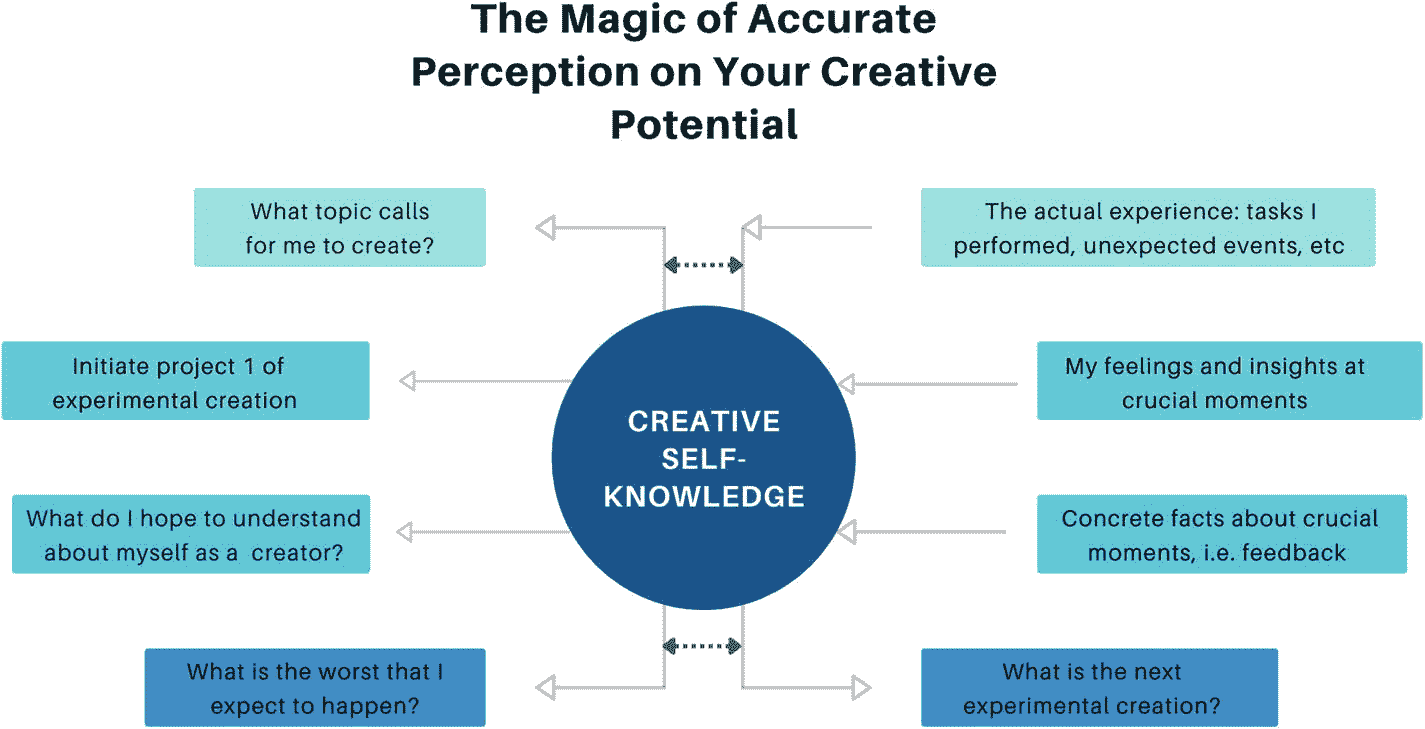 The Magic of Accurate
Perception on Your Creative
Potential
What topic calls
for me to create?
The actual experience: tasks I
performed, unexpected events, etc
Initiate project 1 of
experimental creation
My feelings and insights at
crucial moments
CREATIVE
SELF-
KNOWLEDGE
What do I hope to understand
about myself as a creator?
Concrete facts about crucial
moments, i.e. feedback
What is the worst that I
expect to happen?
What is the next
experimental creation?